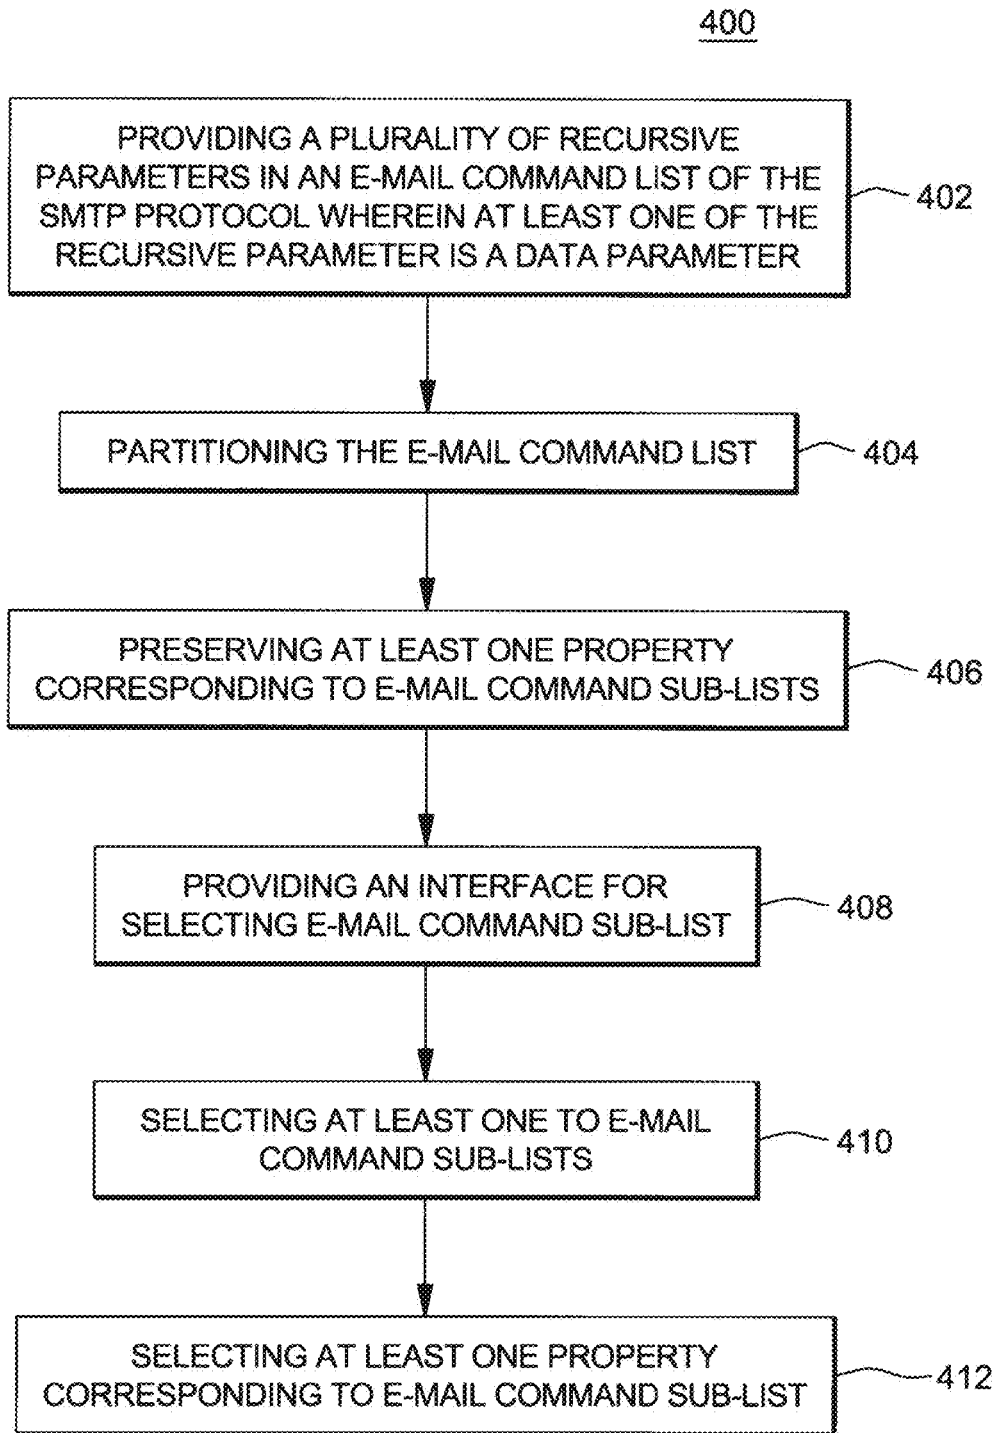 400
PROVIDING A PLURALITY OF RECURSIVE
PARAMETERS IN AN E-MAIL COMMAND LIST OF THE
SMTP PROTOCOL WHEREIN AT LEAST ONE OF THE
RECURSIVE PARAMETER IS A DATA PARAMETER
402
PARTITIONING THE E-MAIL COMMAND LIST
404
PRESERVING AT LEAST ONE PROPERTY
CORRESPONDING TO E-MAIL COMMAND SUB-LISTS
406
PROVIDING AN INTERFACE FOR
SELECTING E-MAIL COMMAND SUB-LIST
408
SELECTING AT LEAST ONE TO E-MAIL
COMMAND SUB-LISTS
410
SELECTING AT LEAST ONE PROPERTY
CORRESPONDING TO E-MAIL COMMAND SUB-LIST
412